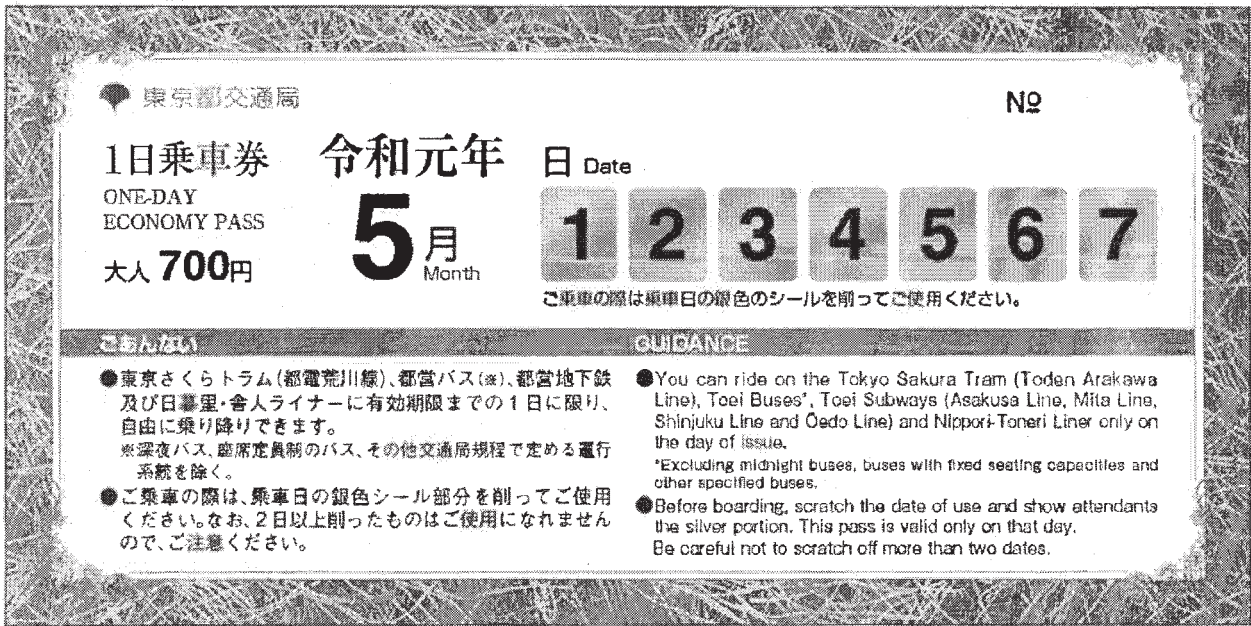 東京都交通局
№
1日乗車券
ONE-DAY
ECONOMY PASS
大人 700円
令和元年
5月
Month
日 Date
1 2 3 4 5 6 7
ご乗車の際は乗車日の銀色のシールを削ってご使用ください。
ごあんない
●東京さくらトラム(都電荒川線)、都営バス(※)、都営地下鉄
及び日暮里・舎人ライナーに有効期限までの1日に限り、
自由に乗り降りできます。
※深夜バス、座席定員制のバス、その他交通局規程で定める運行
系統を除く。
●ご乗車の際は、乗車日の銀色シール部分を削ってご使用
ください。なお、2日以上削ったものはご使用になれません
ので、ご注意ください。
GUIDANCE
●You can ride on the Tokyo Sakura Tram (Toden Arakawa
Line), Toei Buses*, Toei Subways (Asakusa Line, Mita Line,
Shinjuku Line and Ōedo Line) and Nippori-Toneri Liner only on
the day of issue.
*Excluding midnight buses, buses with fixed seating capacities and
other specified buses.
●Before boarding, scratch the date of use and show attendants
the silver portion. This pass is valid only on that day.
Be careful not to scratch off more than two dates.